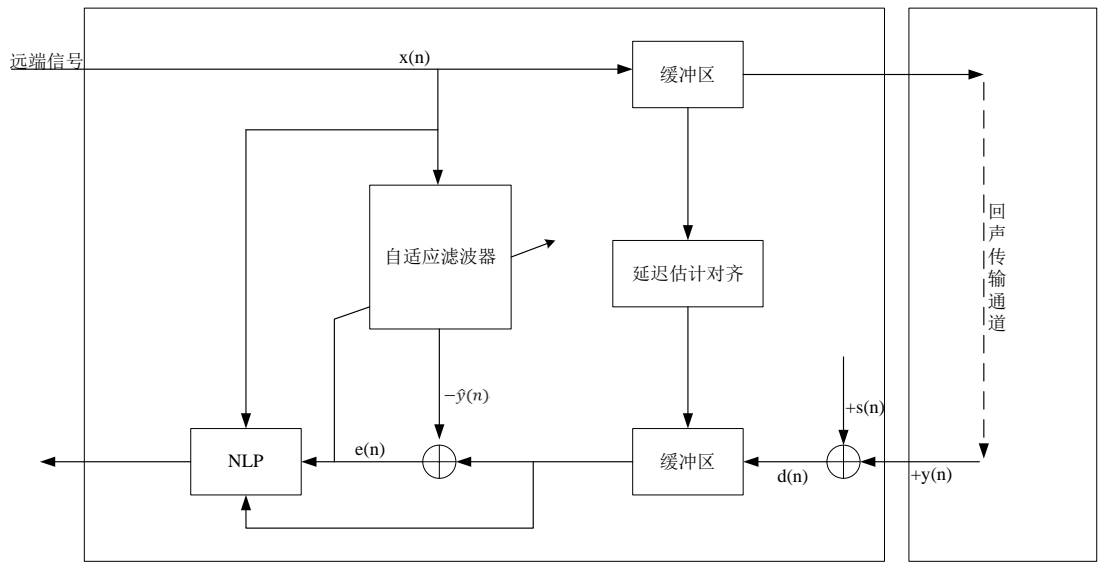 远端信号
x(n)
缓冲区
自适应滤波器
延迟估计对齐
回声传输通道
−ŷ(n)
+s(n)
NLP
e(n)
缓冲区
d(n)
+y(n)